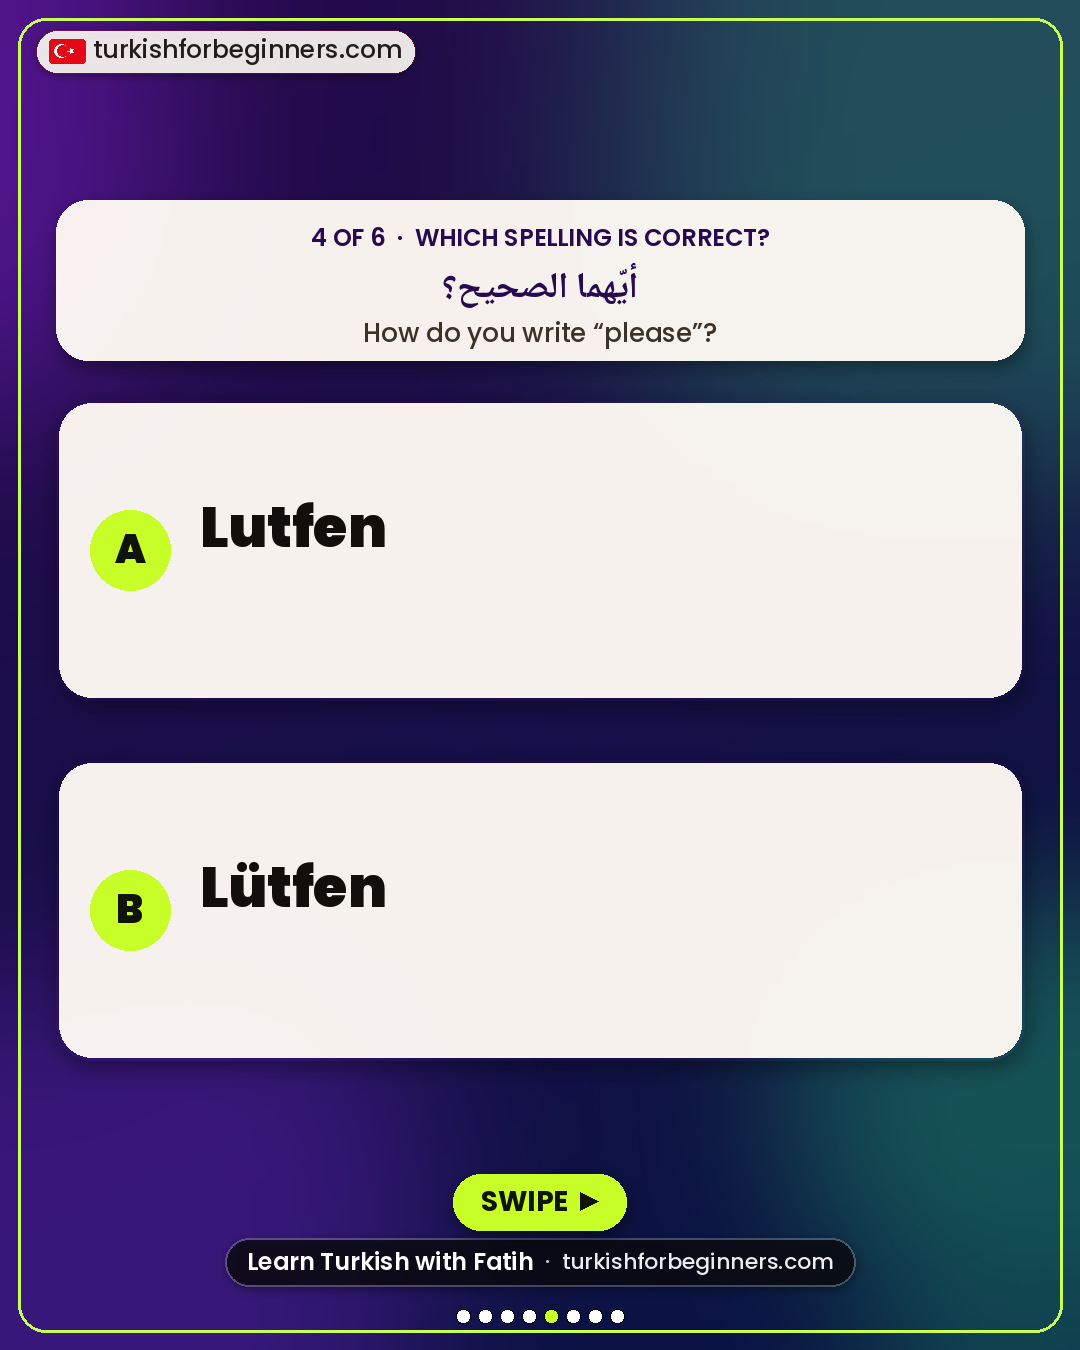 turkishforbeginners.com
4 OF 6 · WHICH SPELLING IS CORRECT?
أيّهما الصحيح؟
How do you write “please”?
A
Lutfen
B
Lütfen
SWIPE ▶
Learn Turkish with Fatih · turkishforbeginners.com